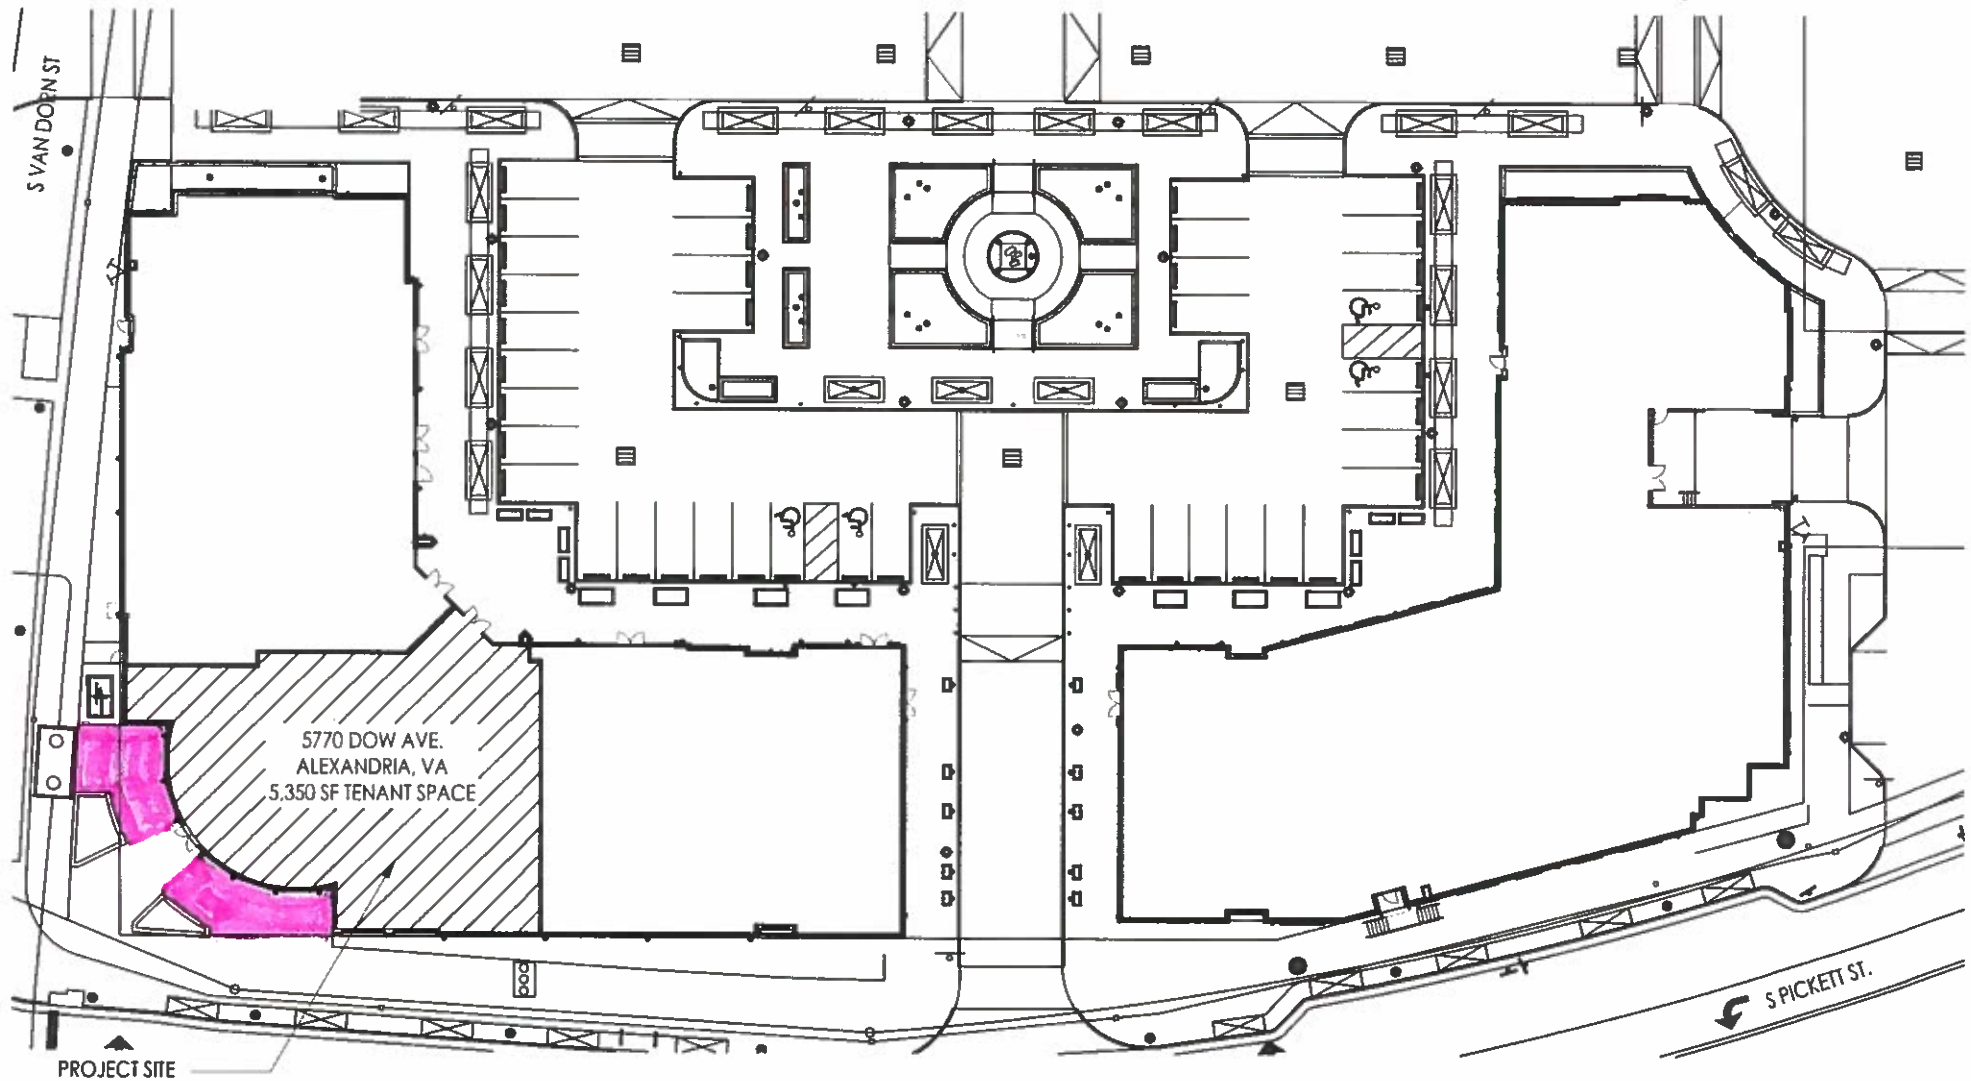 S VAN DORN ST
5770 DOW AVE.
ALEXANDRIA, VA
5,350 SF TENANT SPACE
S PICKETT ST.
PROJECT SITE